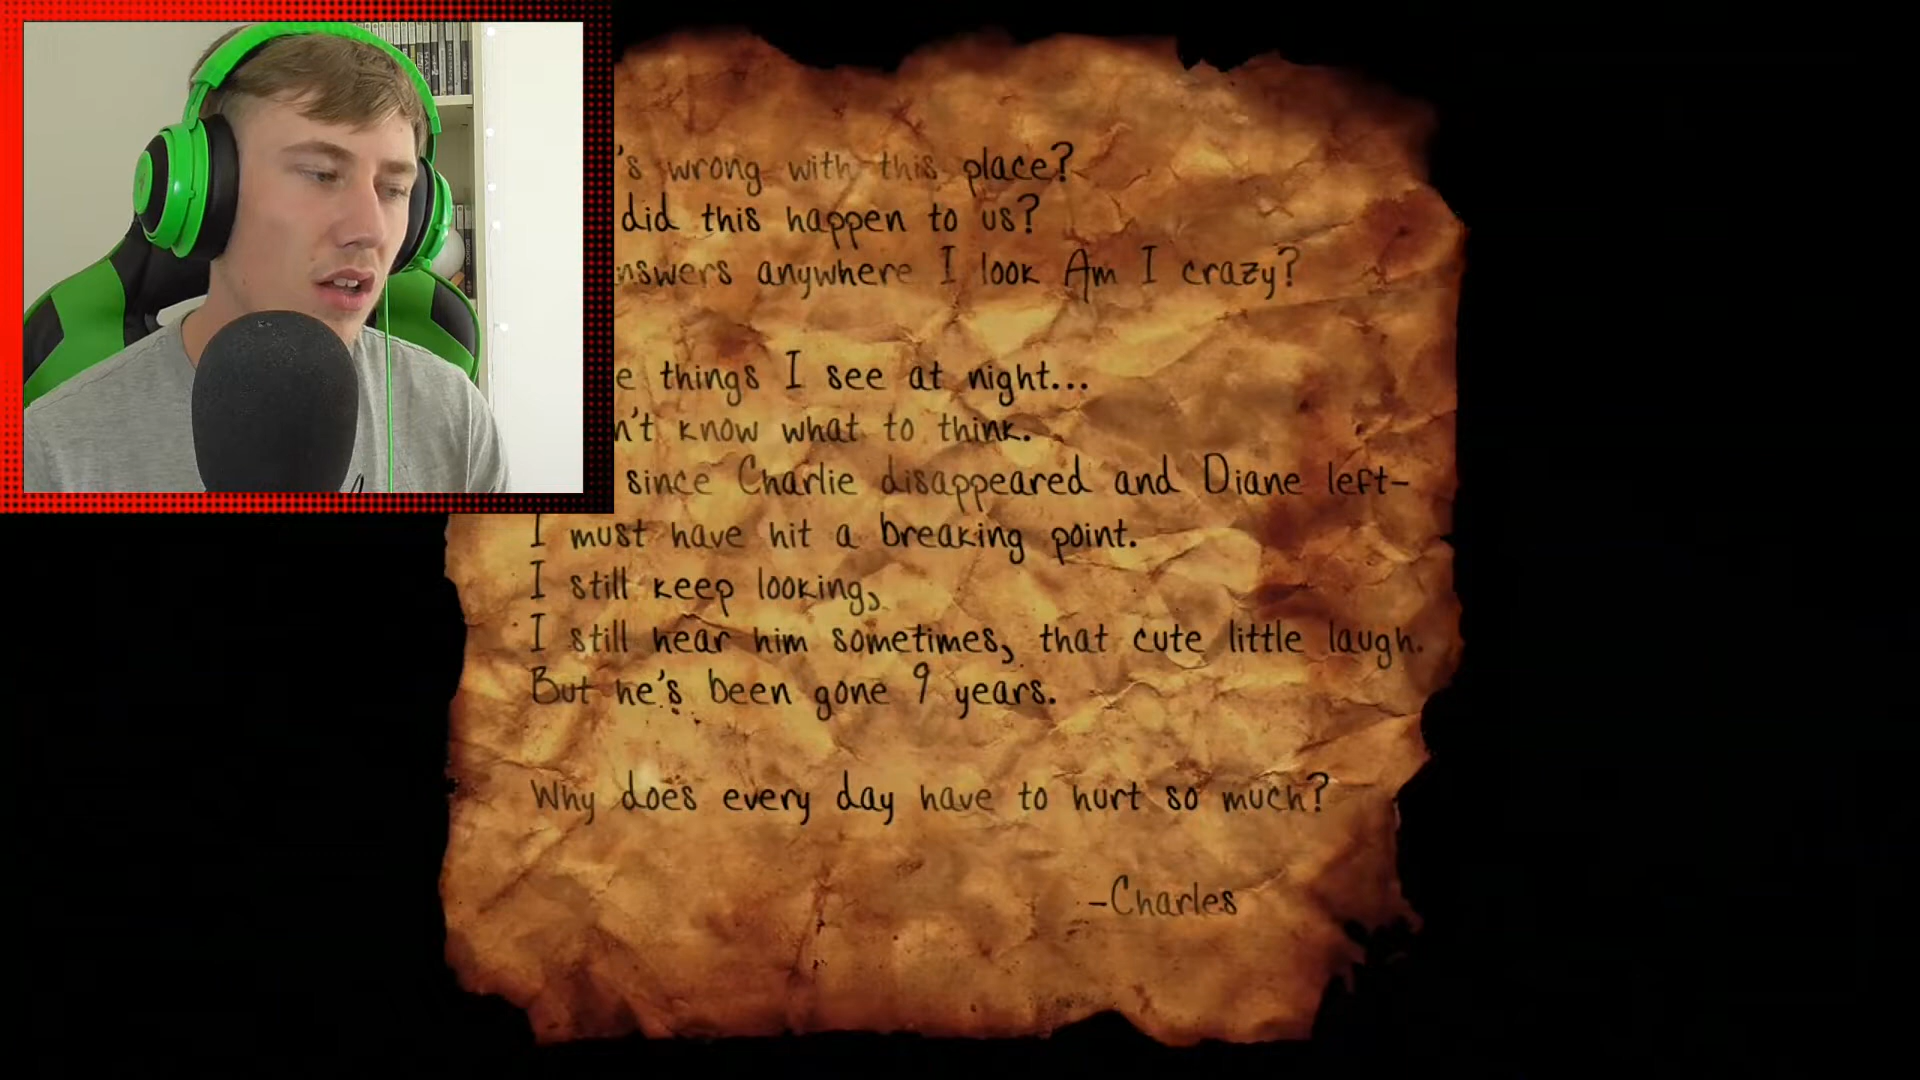 's wrong with this place?
did this happen to us?
nswers anywhere I look Am I crazy?
e things I see at night...
n't know what to think.
since Charlie disappeared and Diane left-
I must have hit a breaking point.
I still keep looking,
I still hear him sometimes, that cute little laugh.
But he's been gone 9 years.
Why does every day have to hurt so much?
-Charles